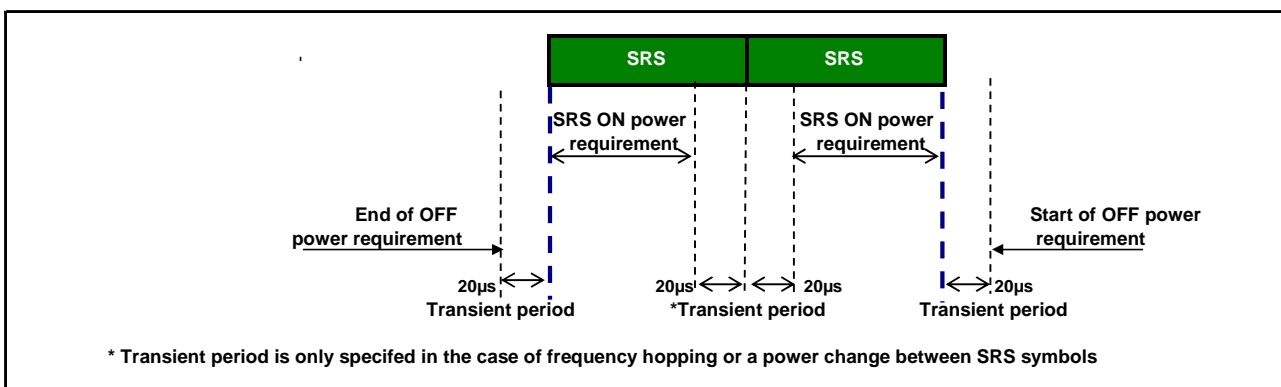 SRS SRS
SRS ON power
requirement
SRS ON power
requirement
End of OFF
power requirement
Start of OFF power
requirement
20µs 20µs 20µs 20µs
Transient period *Transient period Transient period
* Transient period is only specifed in the case of frequency hopping or a power change between SRS symbols